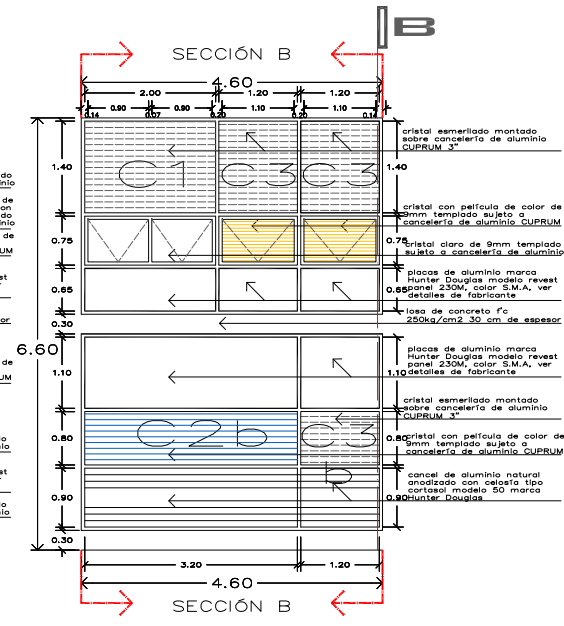 B
SECCIÓN B
4.60
2.00 1.20 1.20
0.90 0.90 1.10 1.10
0.14 0.07 0.20 0.20 0.14
cristal esmerilado montado
sobre cancelería de aluminio
CUPRUM 3"
1.40 C1 C3 C3 1.40
cristal con película de color de
9mm templado sujeto a
cancelería de aluminio CUPRUM
0.75 0.75
cristal claro de 9mm templado
sujeto a cancelería de aluminio
placas de aluminio marca
Hunter Douglas modelo revest
panel 230M, color S.M.A, ver
detalles de fabricante
0.65 0.65
losa de concreto f'c
250kg/cm2 30 cm de espesor
0.30
6.60
placas de aluminio marca
Hunter Douglas modelo revest
panel 230M, color S.M.A, ver
detalles de fabricante
1.10 1.10
cristal esmerilado montado
sobre cancelería de aluminio
CUPRUM 3"
0.80 C2b C3 0.80
b
cristal con película de color de
9mm templado sujeto a
cancelería de aluminio CUPRUM
cancel de aluminio natural
anodizado con celosía tipo
cortasol modelo 50 marca
Hunter Douglas
0.90 0.90
0.30
3.20 1.20
4.60
SECCIÓN B